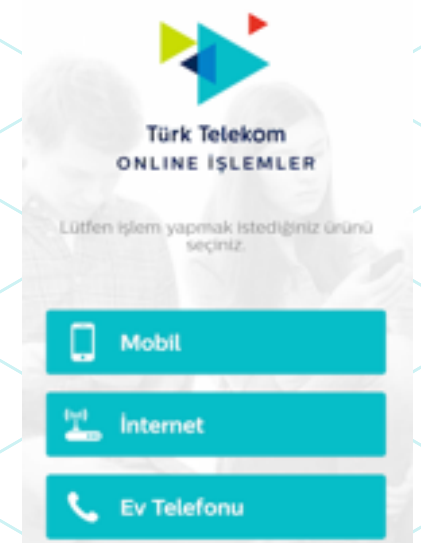 Türk Telekom
ONLINE İŞLEMLER
Lütfen işlem yapmak istediğiniz ürünü
seçiniz.
Mobil
İnternet
Ev Telefonu